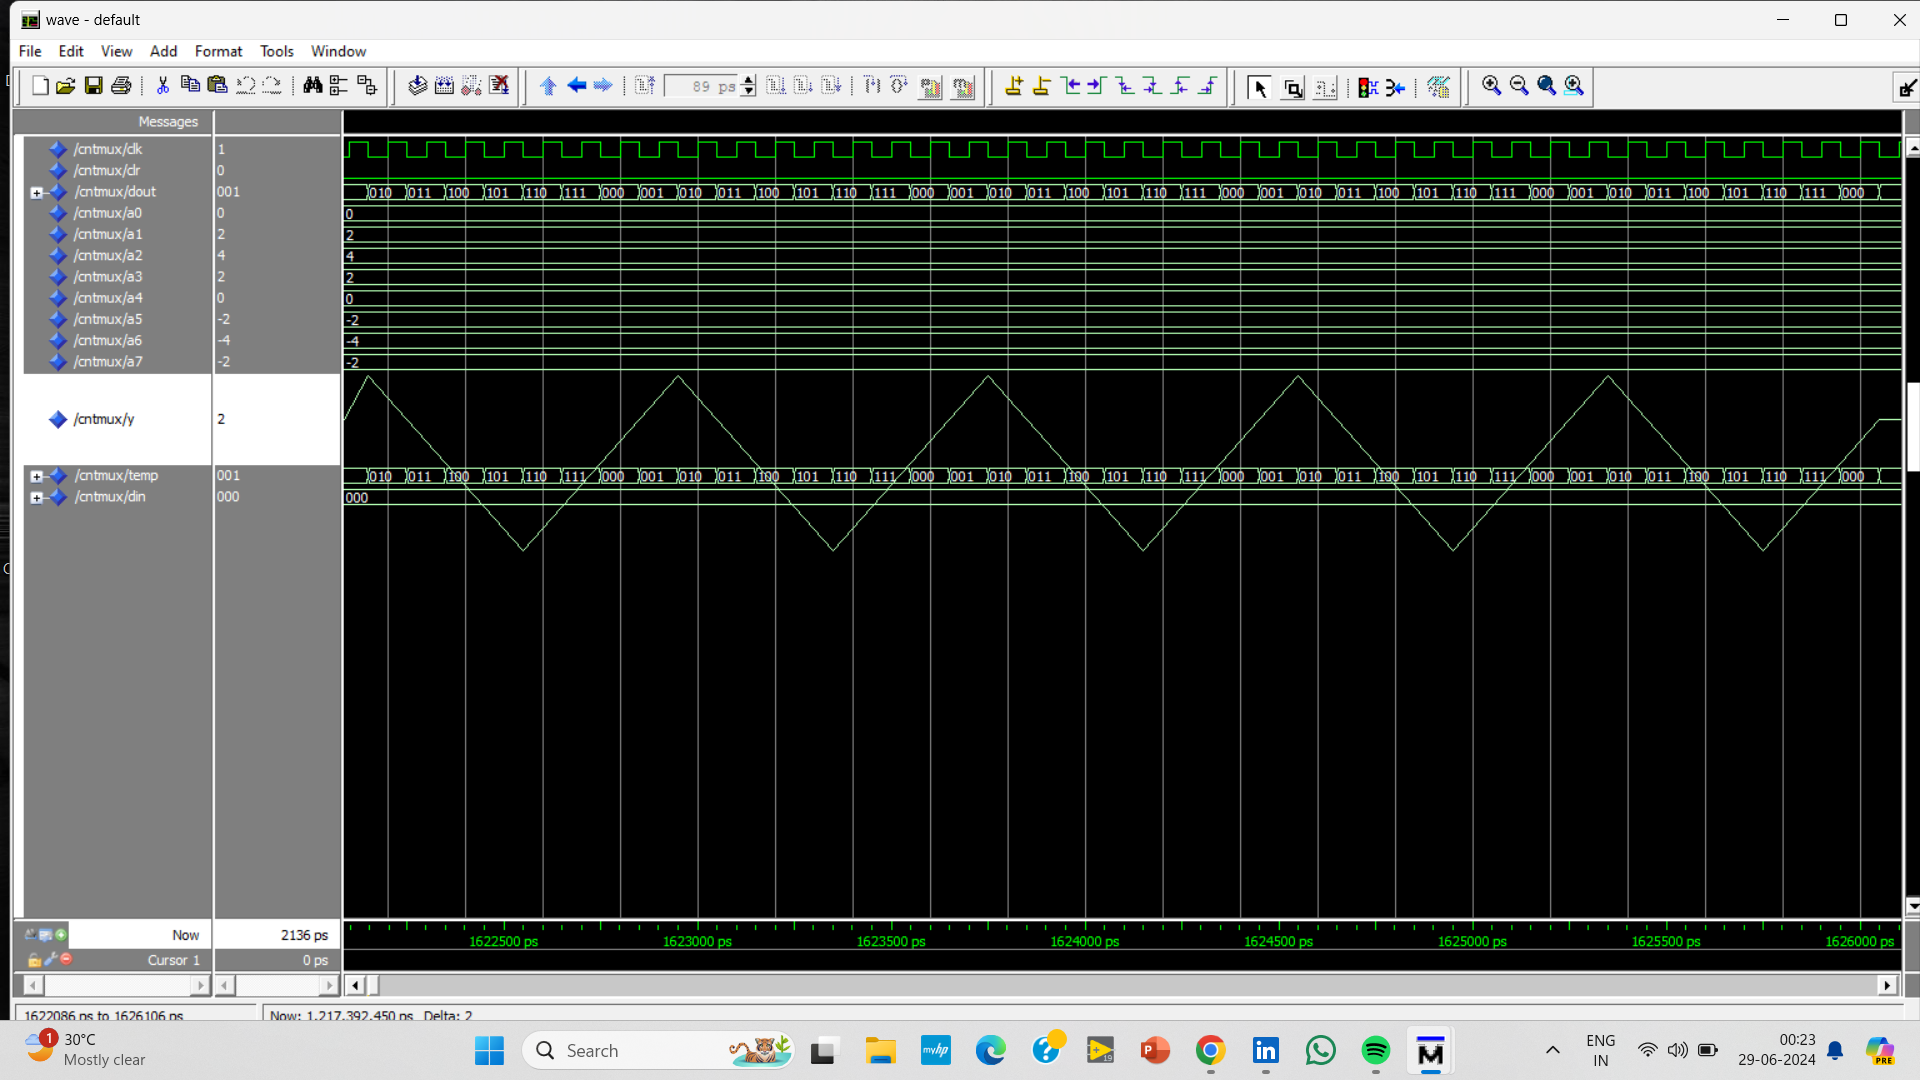 wave - default
File Edit View Add Format Tools Window
89 ps
Messages
/cntmux/clk 1
/cntmux/clr 0
/cntmux/dout 001 010 011 100 101 110 111 000 001 010 011 100 101 110 111 000 001 010 011 100 101 110 111 000 001 010 011 100 101 110 111 000 001 010 011 100 101 110 111 000
/cntmux/a0 0 0
/cntmux/a1 2 2
/cntmux/a2 4 4
/cntmux/a3 2 2
/cntmux/a4 0 0
/cntmux/a5 -2 -2
/cntmux/a6 -4 -4
/cntmux/a7 -2 -2
/cntmux/y 2
/cntmux/temp 001 010 011 100 101 110 111 000 001 010 011 100 101 110 111 000 001 010 011 100 101 110 111 000 001 010 011 100 101 110 111 000 001 010 011 100 101 110 111 000
/cntmux/din 000 000
Now 2136 ps 1622500 ps 1623000 ps 1623500 ps 1624000 ps 1624500 ps 1625000 ps 1625500 ps 1626000 ps
Cursor 1 0 ps
1622086 ps to 1626106 ps Now: 1,217,392,450 ps Delta: 2
1 30°C
Mostly clear
Search
myhp
19
ENG
IN
00:23
29-06-2024
PRE